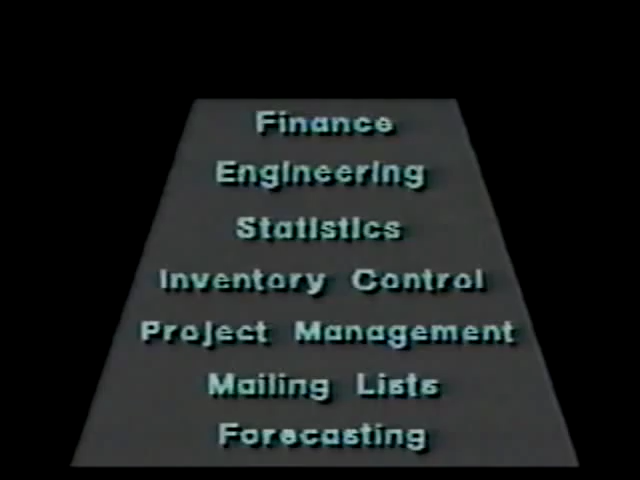 Finance
Engineering
Statistics
Inventory Control
Project Management
Mailing Lists
Forecasting